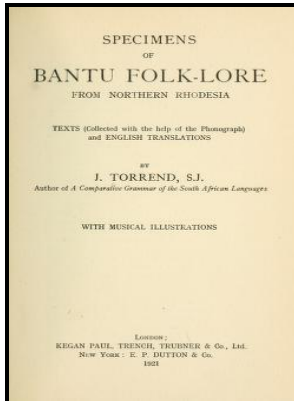 SPECIMENS
OF
BANTU FOLK-LORE
FROM NORTHERN RHODESIA
TEXTS (Collected with the help of the Phonograph)
and ENGLISH TRANSLATIONS
BY
J. TORREND, S.J.
Author of A Comparative Grammar of the South African Languages
WITH MUSICAL ILLUSTRATIONS
LONDON:
KEGAN PAUL, TRENCH, TRUBNER & Co., Ltd.
NEW YORK: E. P. DUTTON & Co.
1921